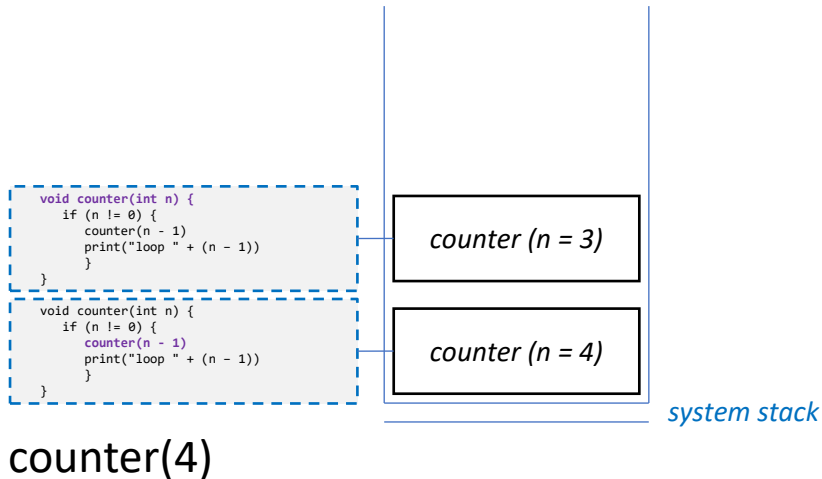 void counter(int n) {
if (n != 0) {
counter(n - 1)
print("loop " + (n – 1))
}
}
counter (n = 3)
void counter(int n) {
if (n != 0) {
counter(n - 1)
print("loop " + (n – 1))
}
}
counter (n = 4)
system stack
counter(4)